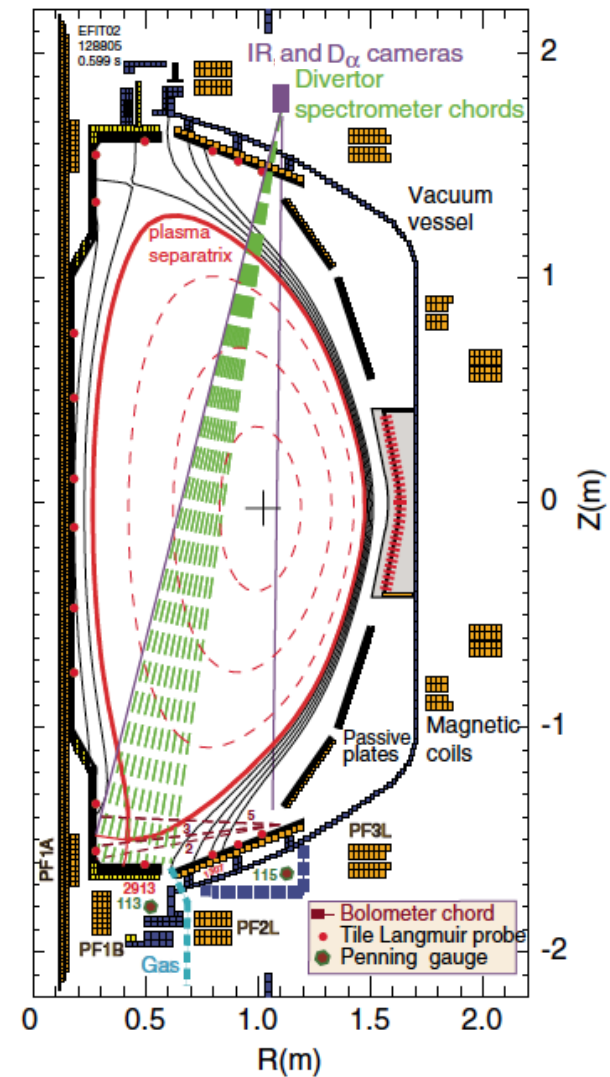 EFIT02
128805
0.599 s
IR and Dα cameras
Divertor
spectrometer chords
Vacuum
vessel
plasma
separatrix
2
1
0
-1
-2
Z(m)
Passive
plates
Magnetic
coils
5
3
2
1307
PF1A
PF3L
2913
113
115
PF1B
PF2L
Gas
Bolometer chord
Tile Langmuir probe
Penning gauge
0
0.5
1.0
1.5
2.0
R(m)